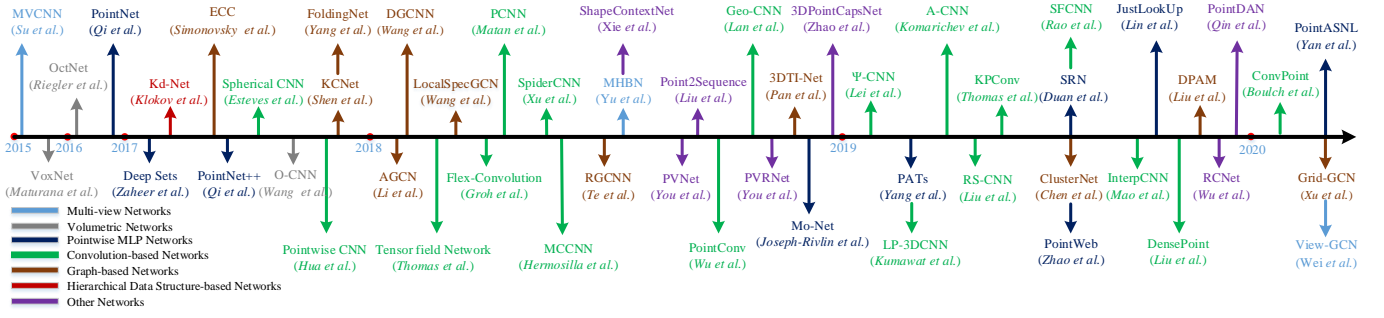 MVCNN
(Su et al.)
PointNet
(Qi et al.)
ECC
(Simonovsky et al.)
FoldingNet
(Yang et al.)
DGCNN
(Wang et al.)
PCNN
(Matan et al.)
ShapeContextNet
(Xie et al.)
Geo-CNN
(Lan et al.)
3DPointCapsNet
(Zhao et al.)
A-CNN
(Komarichev et al.)
SFCNN
(Rao et al.)
JustLookUp
(Lin et al.)
PointDAN
(Qin et al.)
PointASNL
(Yan et al.)
OctNet
(Riegler et al.)
Kd-Net
(Klokov et al.)
Spherical CNN
(Esteves et al.)
KCNet
(Shen et al.)
LocalSpecGCN
(Wang et al.)
SpiderCNN
(Xu et al.)
MHBN
(Yu et al.)
Point2Sequence
(Liu et al.)
3DTI-Net
(Pan et al.)
Ψ-CNN
(Lei et al.)
KPConv
(Thomas et al.)
SRN
(Duan et al.)
DPAM
(Liu et al.)
ConvPoint
(Boulch et al.)
2015
2016
2017
2018
2019
2020
VoxNet
(Maturana et al.)
Deep Sets
(Zaheer et al.)
PointNet++
(Qi et al.)
O-CNN
(Wang et al.)
AGCN
(Li et al.)
Flex-Convolution
(Groh et al.)
RGCNN
(Te et al.)
PVNet
(You et al.)
PVRNet
(You et al.)
PATs
(Yang et al.)
RS-CNN
(Liu et al.)
ClusterNet
(Chen et al.)
InterpCNN
(Mao et al.)
RCNet
(Wu et al.)
Grid-GCN
(Xu et al.)
Pointwise CNN
(Hua et al.)
Tensor field Network
(Thomas et al.)
MCCNN
(Hermosilla et al.)
PointConv
(Wu et al.)
Mo-Net
(Joseph-Rivlin et al.)
LP-3DCNN
(Kumawat et al.)
PointWeb
(Zhao et al.)
DensePoint
(Liu et al.)
View-GCN
(Wei et al.)
Multi-view Networks
Volumetric Networks
Pointwise MLP Networks
Convolution-based Networks
Graph-based Networks
Hierarchical Data Structure-based Networks
Other Networks